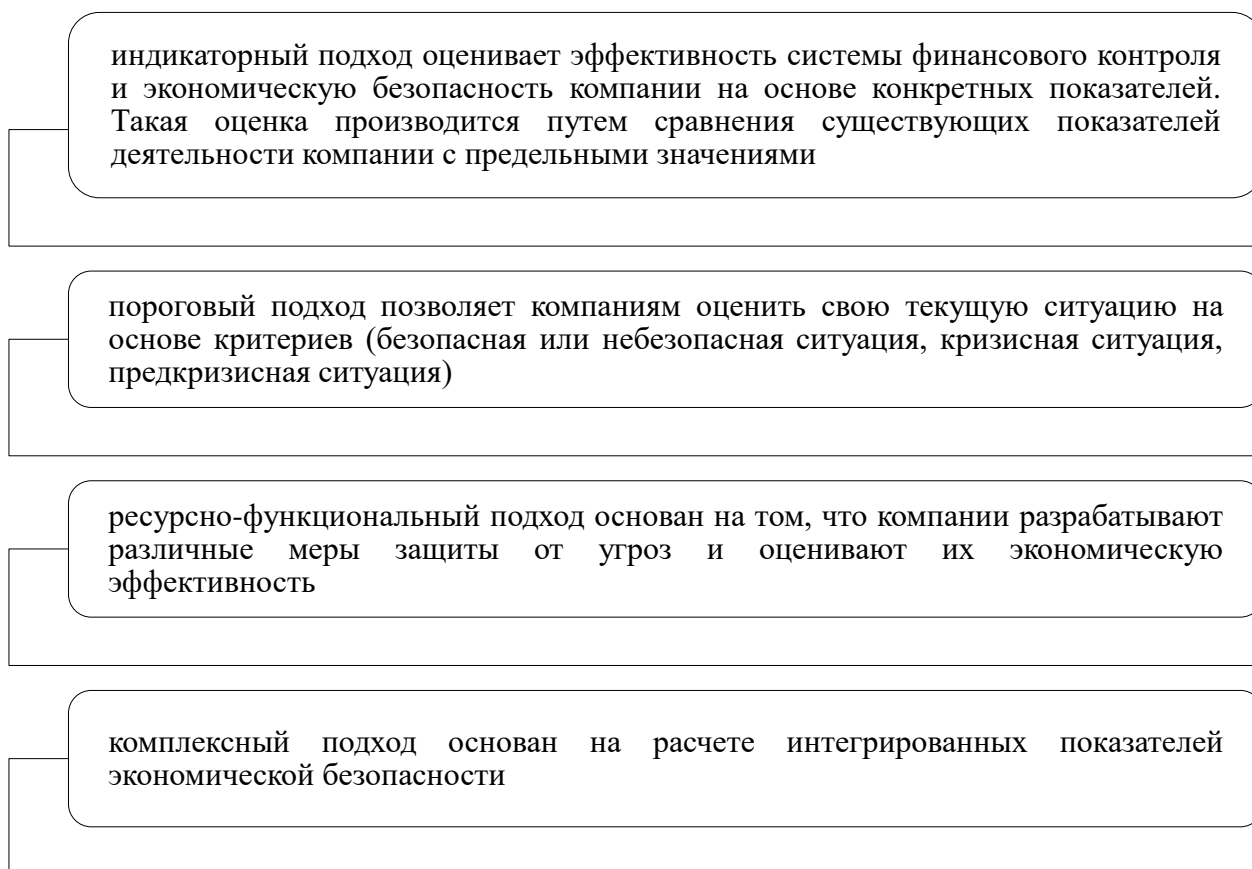 индикаторный подход оценивает эффективность системы финансового контроля
и экономическую безопасность компании на основе конкретных показателей.
Такая оценка производится путем сравнения существующих показателей
деятельности компании с предельными значениями
пороговый подход позволяет компаниям оценить свою текущую ситуацию на
основе критериев (безопасная или небезопасная ситуация, кризисная ситуация,
предкризисная ситуация)
ресурсно-функциональный подход основан на том, что компании разрабатывают
различные меры защиты от угроз и оценивают их экономическую
эффективность
комплексный подход основан на расчете интегрированных показателей
экономической безопасности